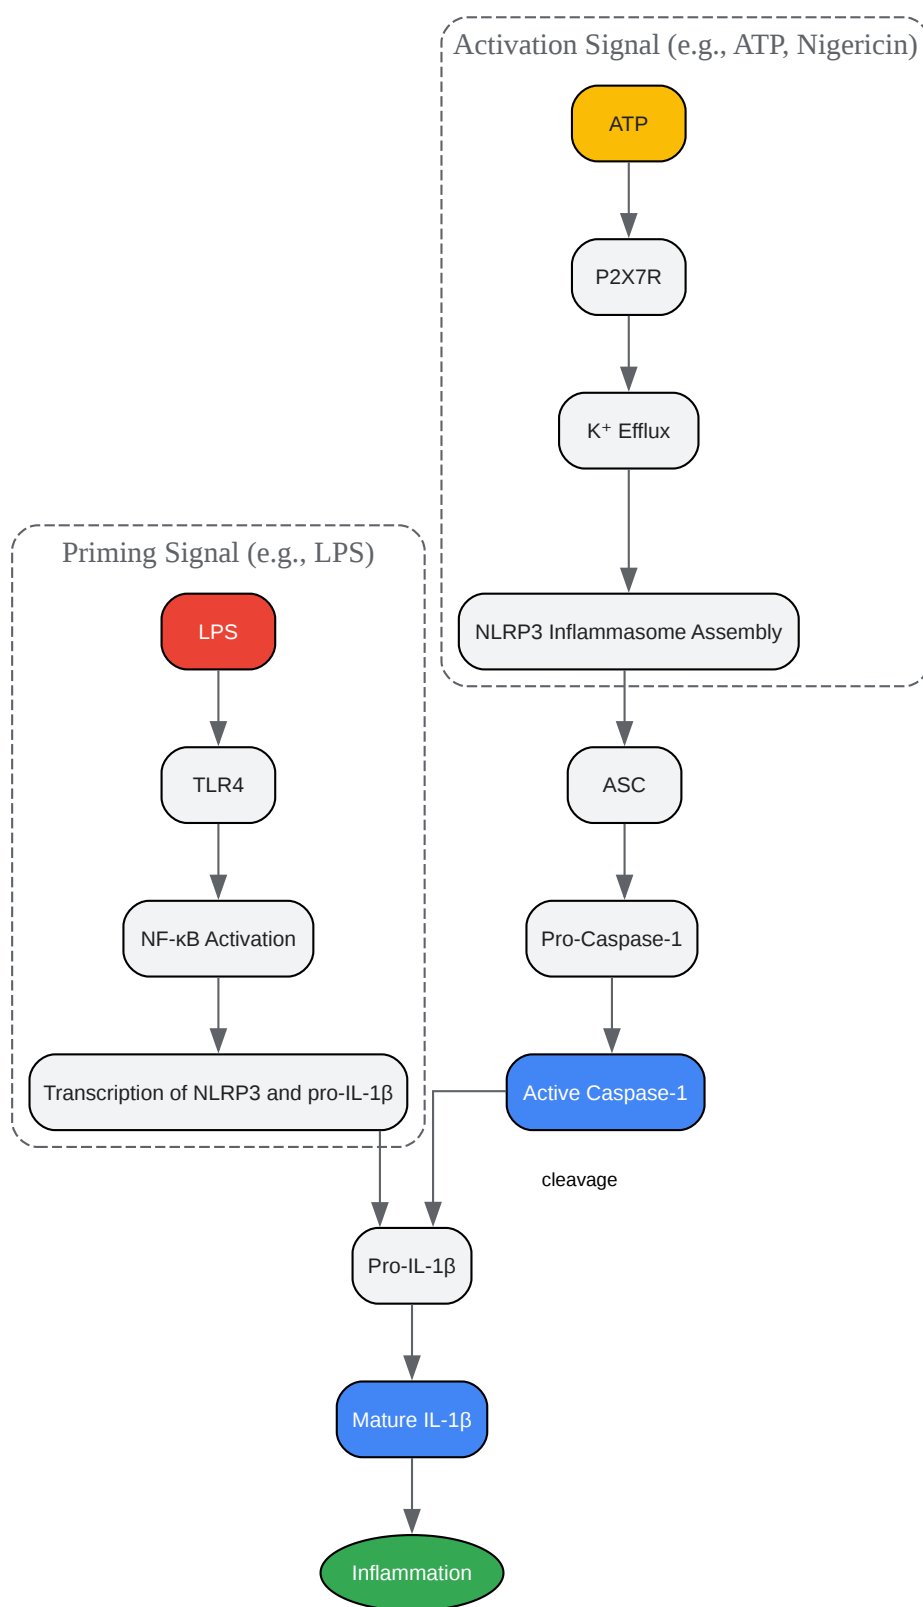 Activation Signal (e.g., ATP, Nigericin)
ATP
P2X7R
K⁺ Efflux
NLRP3 Inflammasome Assembly
Priming Signal (e.g., LPS)
LPS
TLR4
NF-κB Activation
Transcription of NLRP3 and pro-IL-1β
ASC
Pro-Caspase-1
Active Caspase-1
cleavage
Pro-IL-1β
Mature IL-1β
Inflammation